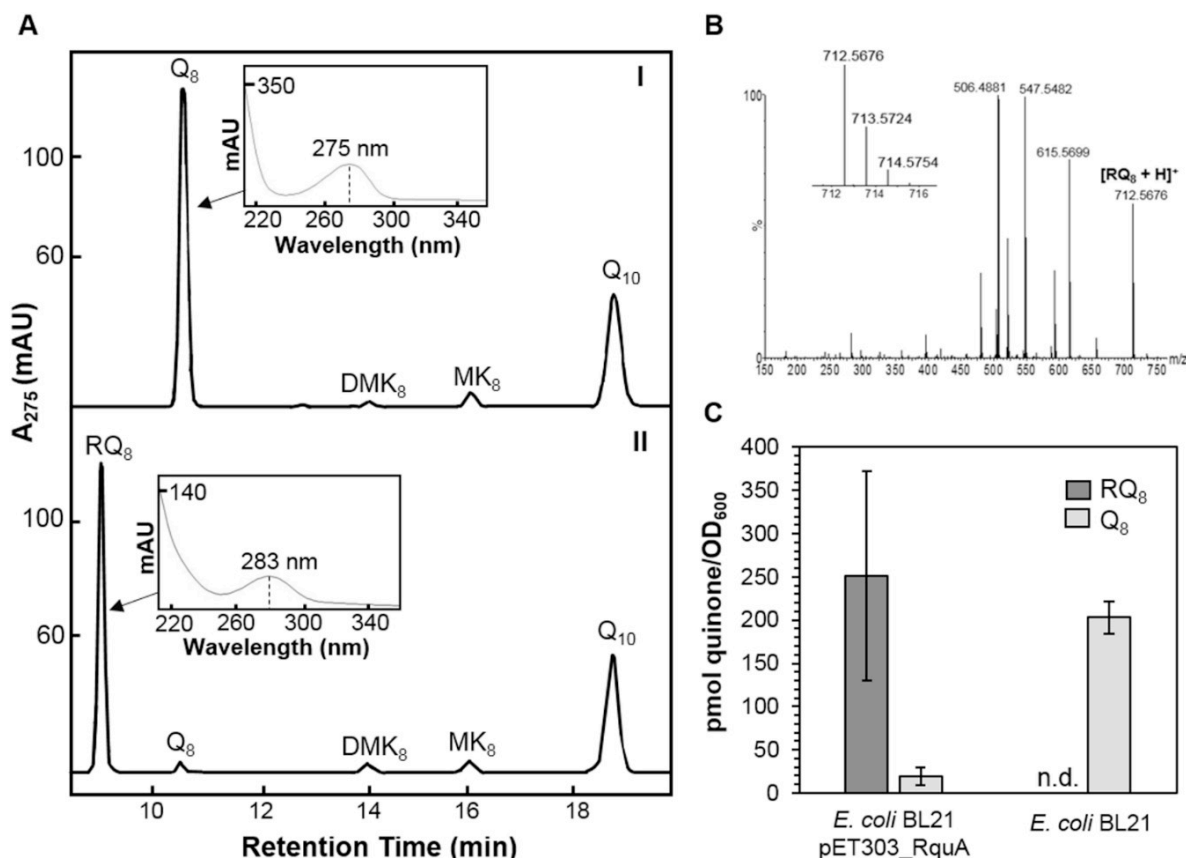 A
Q₈
I
350
mAU
275 nm
220 260 300 340
Wavelength (nm)
100
60
Q₁₀
DMK₈
MK₈
A₂₇₅ (mAU)
RQ₈
II
140
mAU
283 nm
220 260 300 340
Wavelength (nm)
100
60
Q₁₀
Q₈
DMK₈
MK₈
10 12 14 16 18
Retention Time (min)
B
712.5676
713.5724
714.5754
712 714 716
100
%
506.4881
547.5482
615.5699
[RQ₈ + H]⁺
712.5676
150 200 250 300 350 400 450 500 550 600 650 700 750 m/z
C
pmol quinone/OD₆₀₀
400
350
300
250
200
150
100
50
0
RQ₈
Q₈
n.d.
E. coli BL21
pET303_RquA
E. coli BL21